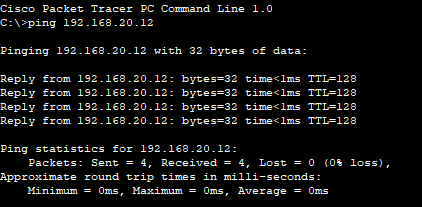 Cisco Packet Tracer PC Command Line 1.0
C:\>ping 192.168.20.12
Pinging 192.168.20.12 with 32 bytes of data:
Reply from 192.168.20.12: bytes=32 time<1ms TTL=128
Reply from 192.168.20.12: bytes=32 time<1ms TTL=128
Reply from 192.168.20.12: bytes=32 time<1ms TTL=128
Reply from 192.168.20.12: bytes=32 time<1ms TTL=128
Ping statistics for 192.168.20.12:
Packets: Sent = 4, Received = 4, Lost = 0 (0% loss),
Approximate round trip times in milli-seconds:
Minimum = 0ms, Maximum = 0ms, Average = 0ms